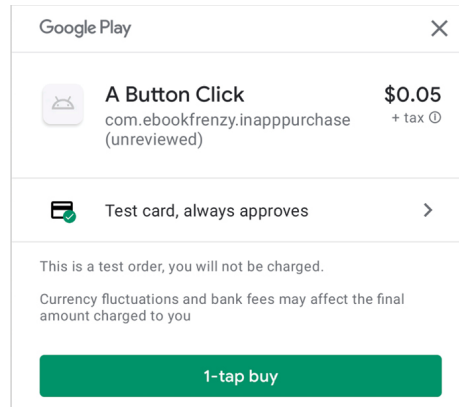 Google Play
A Button Click
$0.05
com.ebookfrenzy.inapppurchase
+ tax
(unreviewed)
Test card, always approves
This is a test order, you will not be charged.
Currency fluctuations and bank fees may affect the final
amount charged to you
1-tap buy